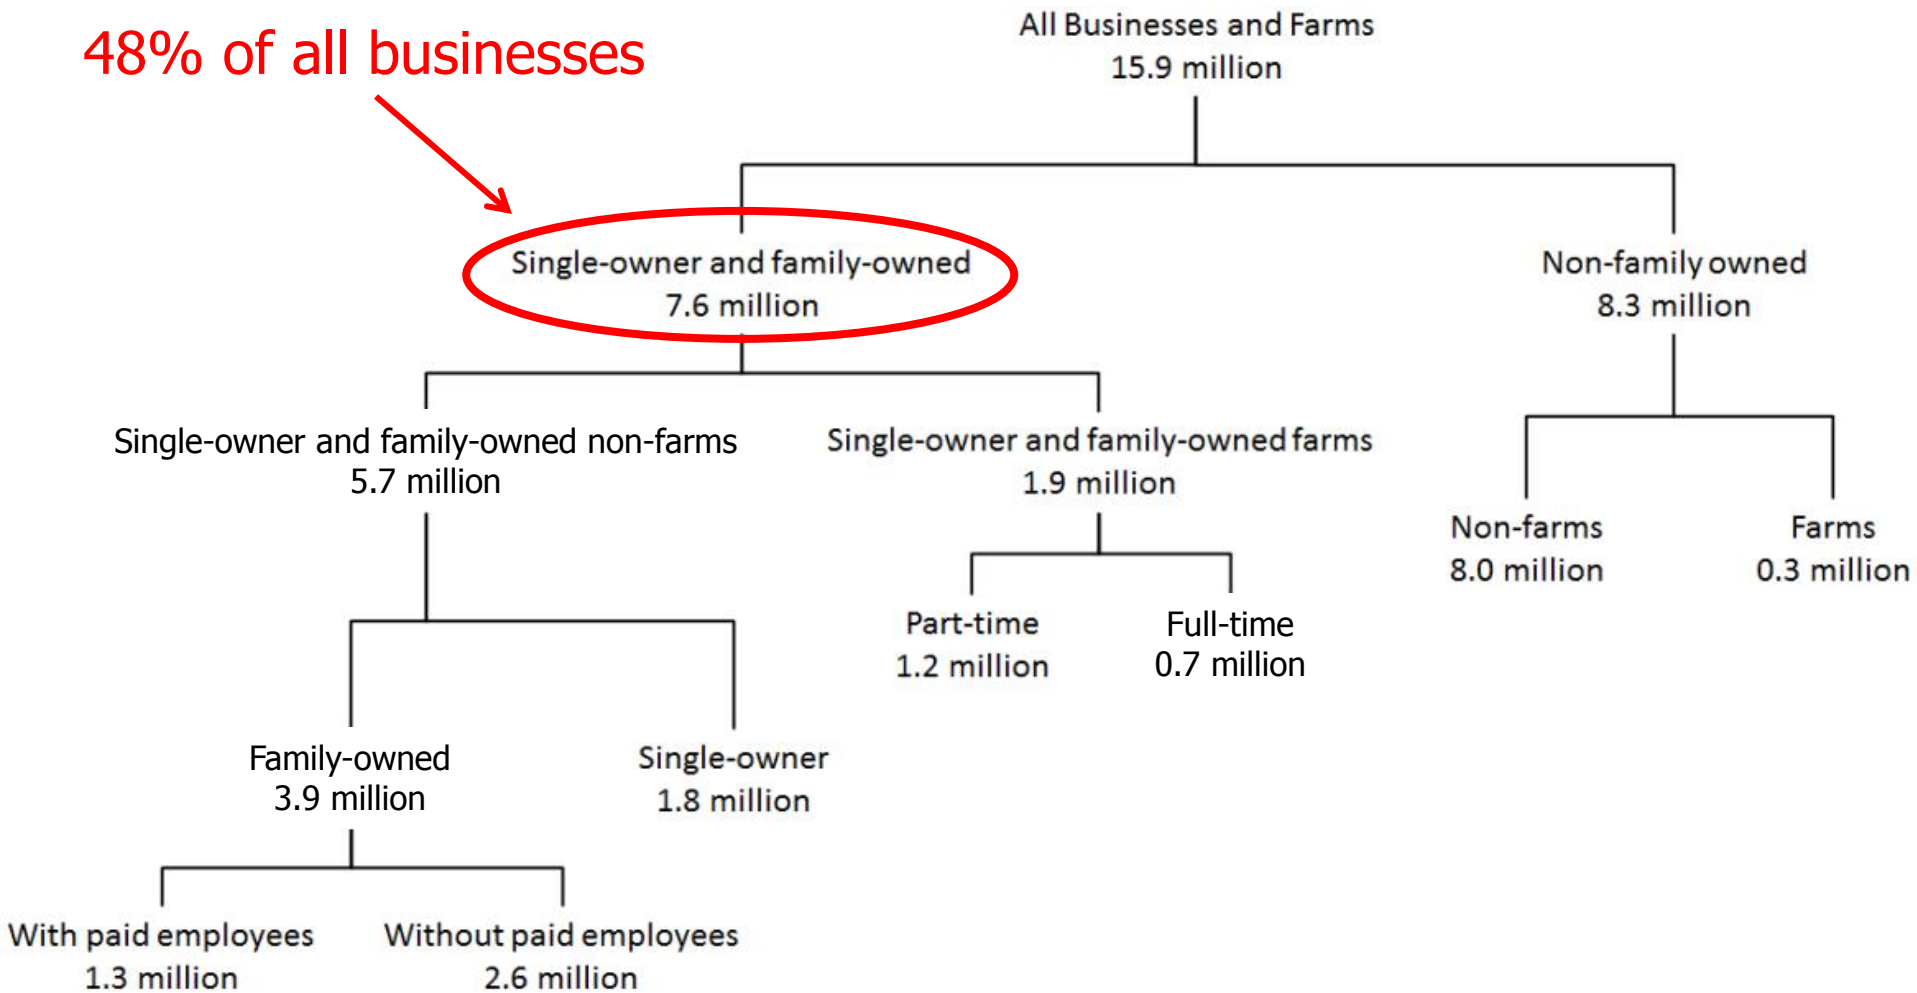 48% of all businesses
All Businesses and Farms
15.9 million
Single-owner and family-owned
7.6 million
Non-family owned
8.3 million
Single-owner and family-owned non-farms
5.7 million
Single-owner and family-owned farms
1.9 million
Non-farms
8.0 million
Farms
0.3 million
Part-time
1.2 million
Full-time
0.7 million
Family-owned
3.9 million
Single-owner
1.8 million
With paid employees
1.3 million
Without paid employees
2.6 million